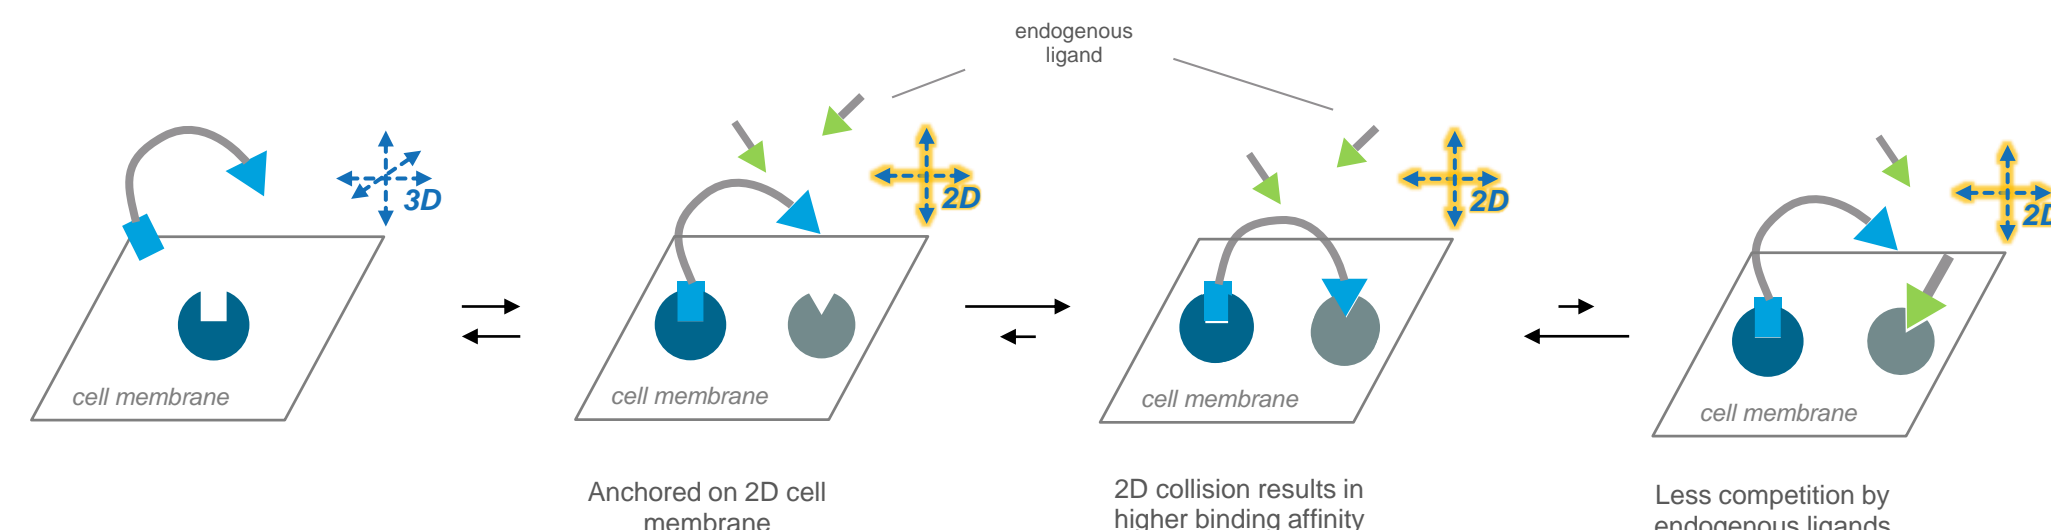 endogenous
ligand
3D
2D
2D
2D
cell membrane
cell membrane
cell membrane
cell membrane
Anchored on 2D cell
membrane
2D collision results in
higher binding affinity
Less competition by
endogenous ligands